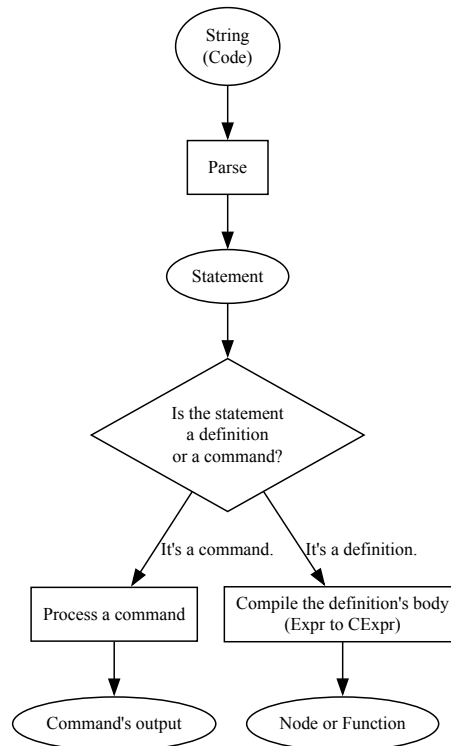 String
(Code)
Parse
Statement
Is the statement
a definition
or a command?
It's a command.
It's a definition.
Process a command
Compile the definition's body
(Expr to CExpr)
Command's output
Node or Function